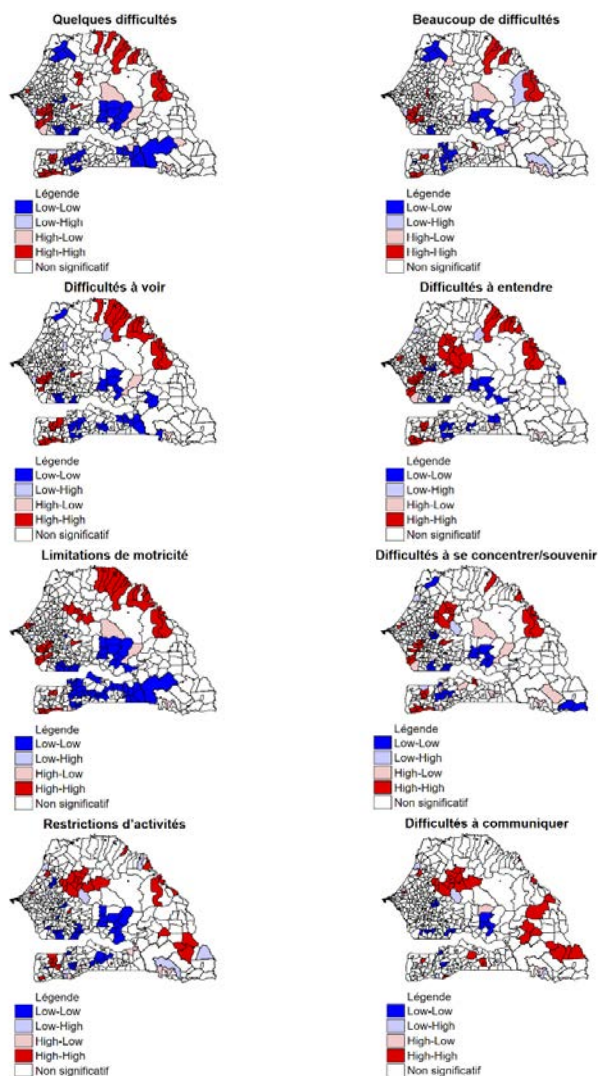 Quelques difficultés
Légende
Low-Low
Low-High
High-Low
High-High
Non significatif
Beaucoup de difficultés
Légende
Low-Low
Low-High
High-Low
High-High
Non significatif
Difficultés à voir
Légende
Low-Low
Low-High
High-Low
High-High
Non significatif
Difficultés à entendre
Légende
Low-Low
Low-High
High-Low
High-High
Non significatif
Limitations de motricité
Légende
Low-Low
Low-High
High-Low
High-High
Non significatif
Difficultés à se concentrer/souvenir
Légende
Low-Low
Low-High
High-Low
High-High
Non significatif
Restrictions d'activités
Légende
Low-Low
Low-High
High-Low
High-High
Non significatif
Difficultés à communiquer
Légende
Low-Low
Low-High
High-Low
High-High
Non significatif